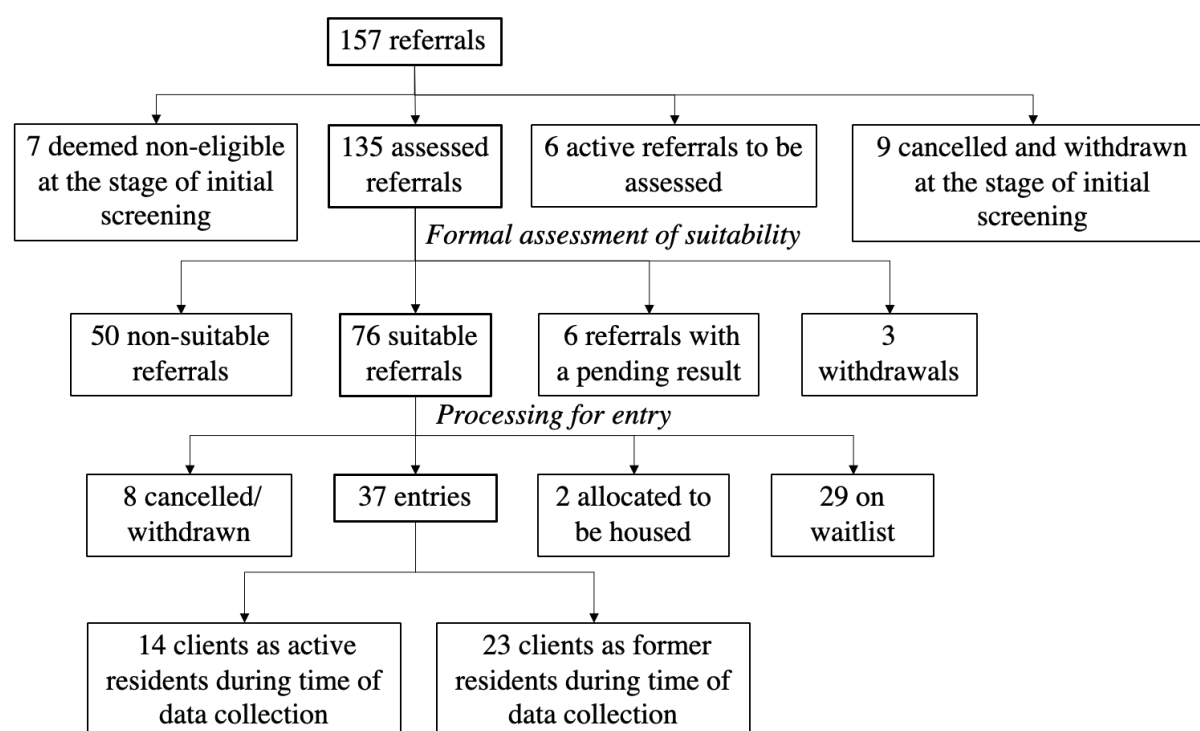 157 referrals
7 deemed non-eligible
at the stage of initial
screening
135 assessed
referrals
6 active referrals to be
assessed
9 cancelled and withdrawn
at the stage of initial
screening
Formal assessment of suitability
50 non-suitable
referrals
76 suitable
referrals
6 referrals with
a pending result
3
withdrawals
Processing for entry
8 cancelled/
withdrawn
37 entries
2 allocated to
be housed
29 on
waitlist
14 clients as active
residents during time of
data collection
23 clients as former
residents during time of
data collection